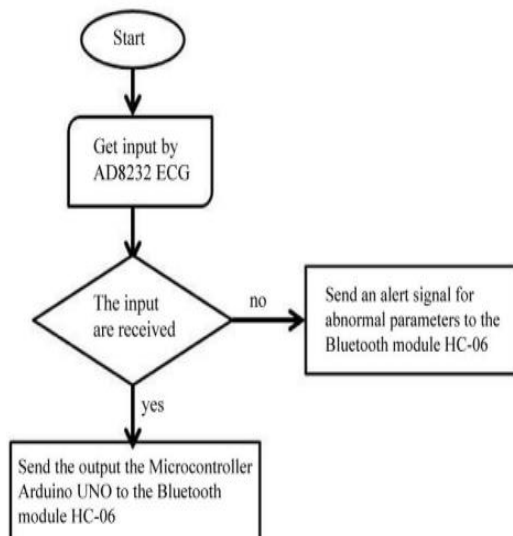 Start
Get input by
AD8232 ECG
The input
are received
no
Send an alert signal for
abnormal parameters to the
Bluetooth module HC-06
yes
Send the output the Microcontroller
Arduino UNO to the Bluetooth
module HC-06